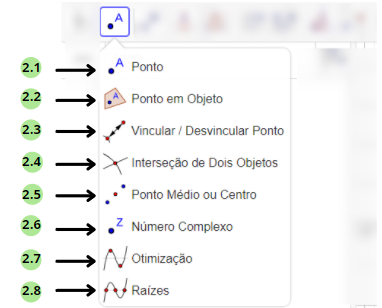 A
2.1 A Ponto
2.2 A Ponto em Objeto
2.3 Vincular / Desvincular Ponto
2.4 Interseção de Dois Objetos
2.5 Ponto Médio ou Centro
2.6 Z Número Complexo
2.7 Otimização
2.8 Raízes